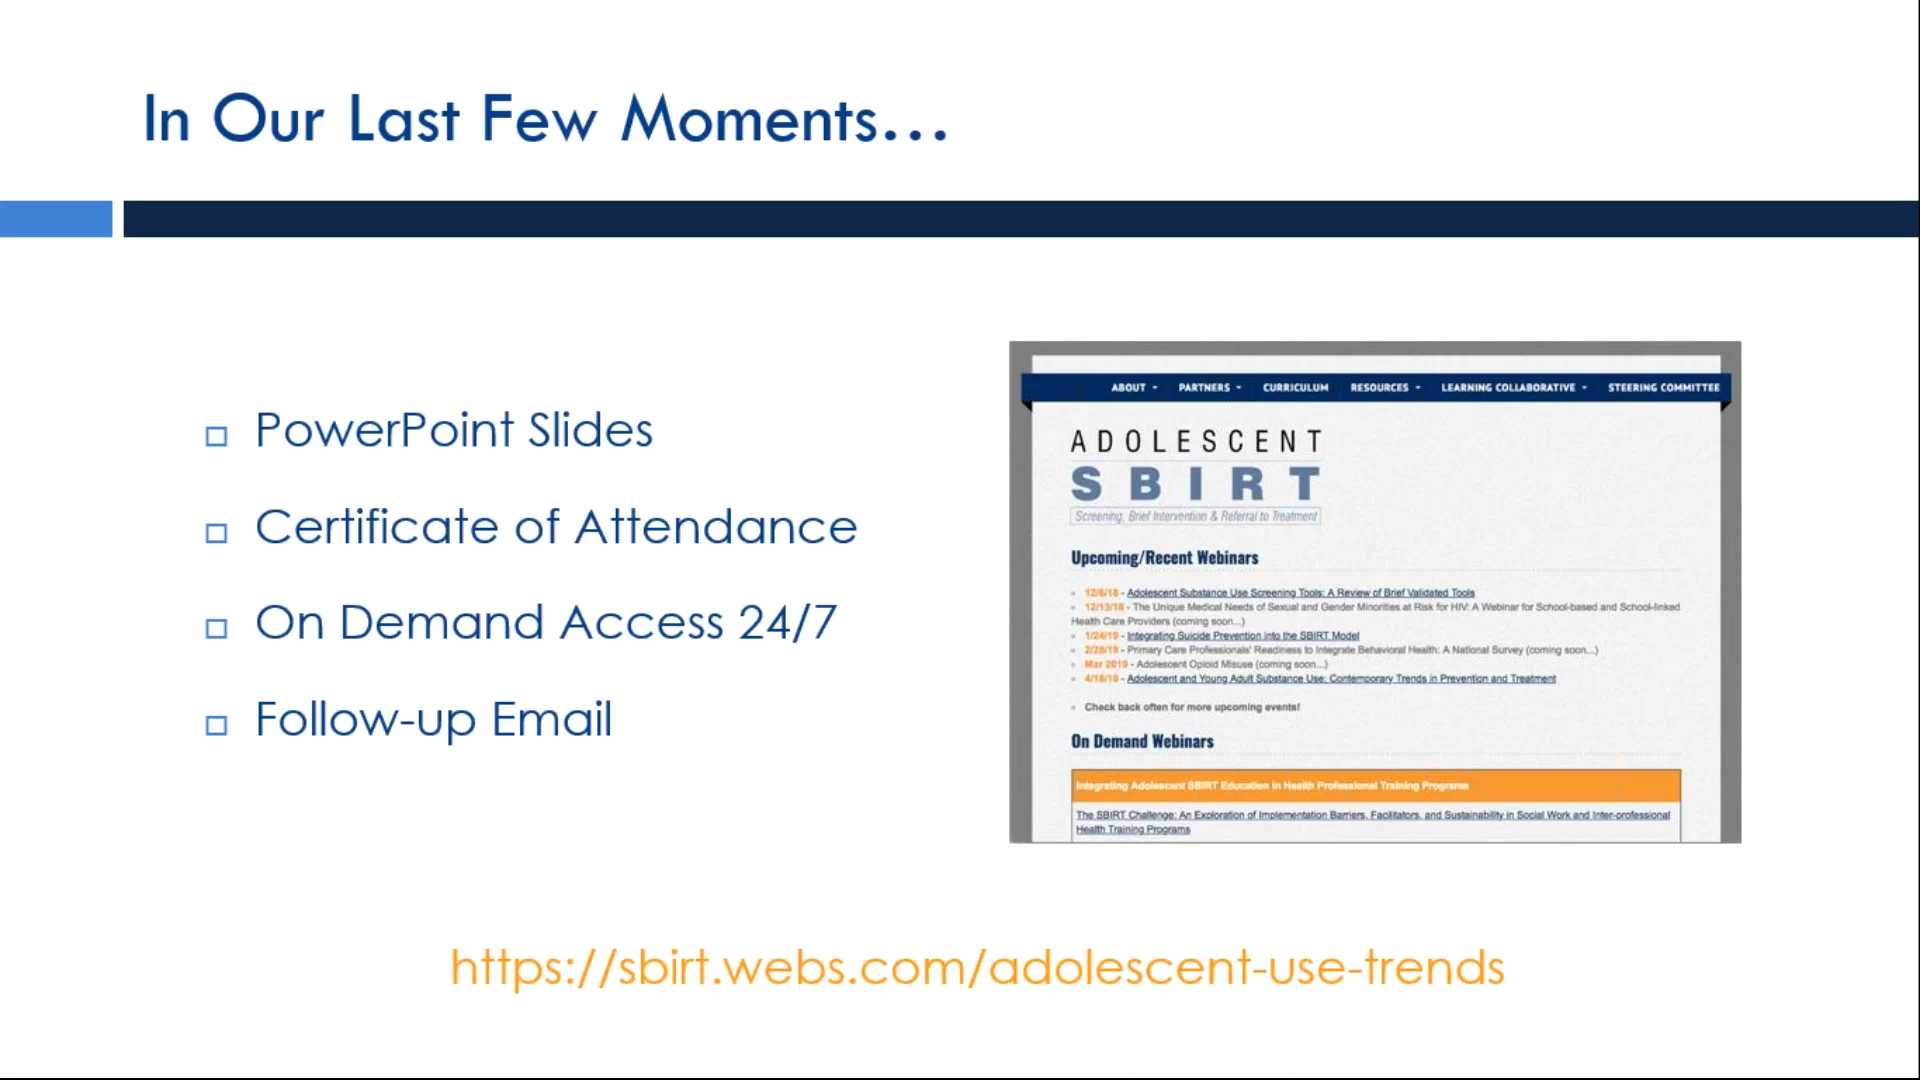 In Our Last Few Moments…
PowerPoint Slides
Certificate of Attendance
On Demand Access 24/7
Follow-up Email
ABOUT PARTNERS CURRICULUM RESOURCES LEARNING COLLABORATIVE STEERING COMMITTEE
ADOLESCENT
SBIRT
Screening, Brief Intervention & Referral to Treatment
Upcoming/Recent Webinars
12/6/18 - Adolescent Substance Use Screening Tools: A Review of Brief Validated Tools
12/13/18 - The Unique Medical Needs of Sexual and Gender Minorities at Risk for HIV: A Webinar for School-based and School-linked
Health Care Providers (coming soon...)
1/24/19 - Integrating Suicide Prevention into the SBIRT Model
2/28/19 - Primary Care Professionals' Readiness to Integrate Behavioral Health: A National Survey (coming soon...)
Mar 2019 - Adolescent Opioid Misuse (coming soon...)
4/18/19 - Adolescent and Young Adult Substance Use: Contemporary Trends in Prevention and Treatment
Check back often for more upcoming events!
On Demand Webinars
Integrating Adolescent SBIRT Education in Health Professional Training Programs
The SBIRT Challenge: An Exploration of Implementation Barriers, Facilitators, and Sustainability in Social Work and Inter-professional
Health Training Programs
https://sbirt.webs.com/adolescent-use-trends